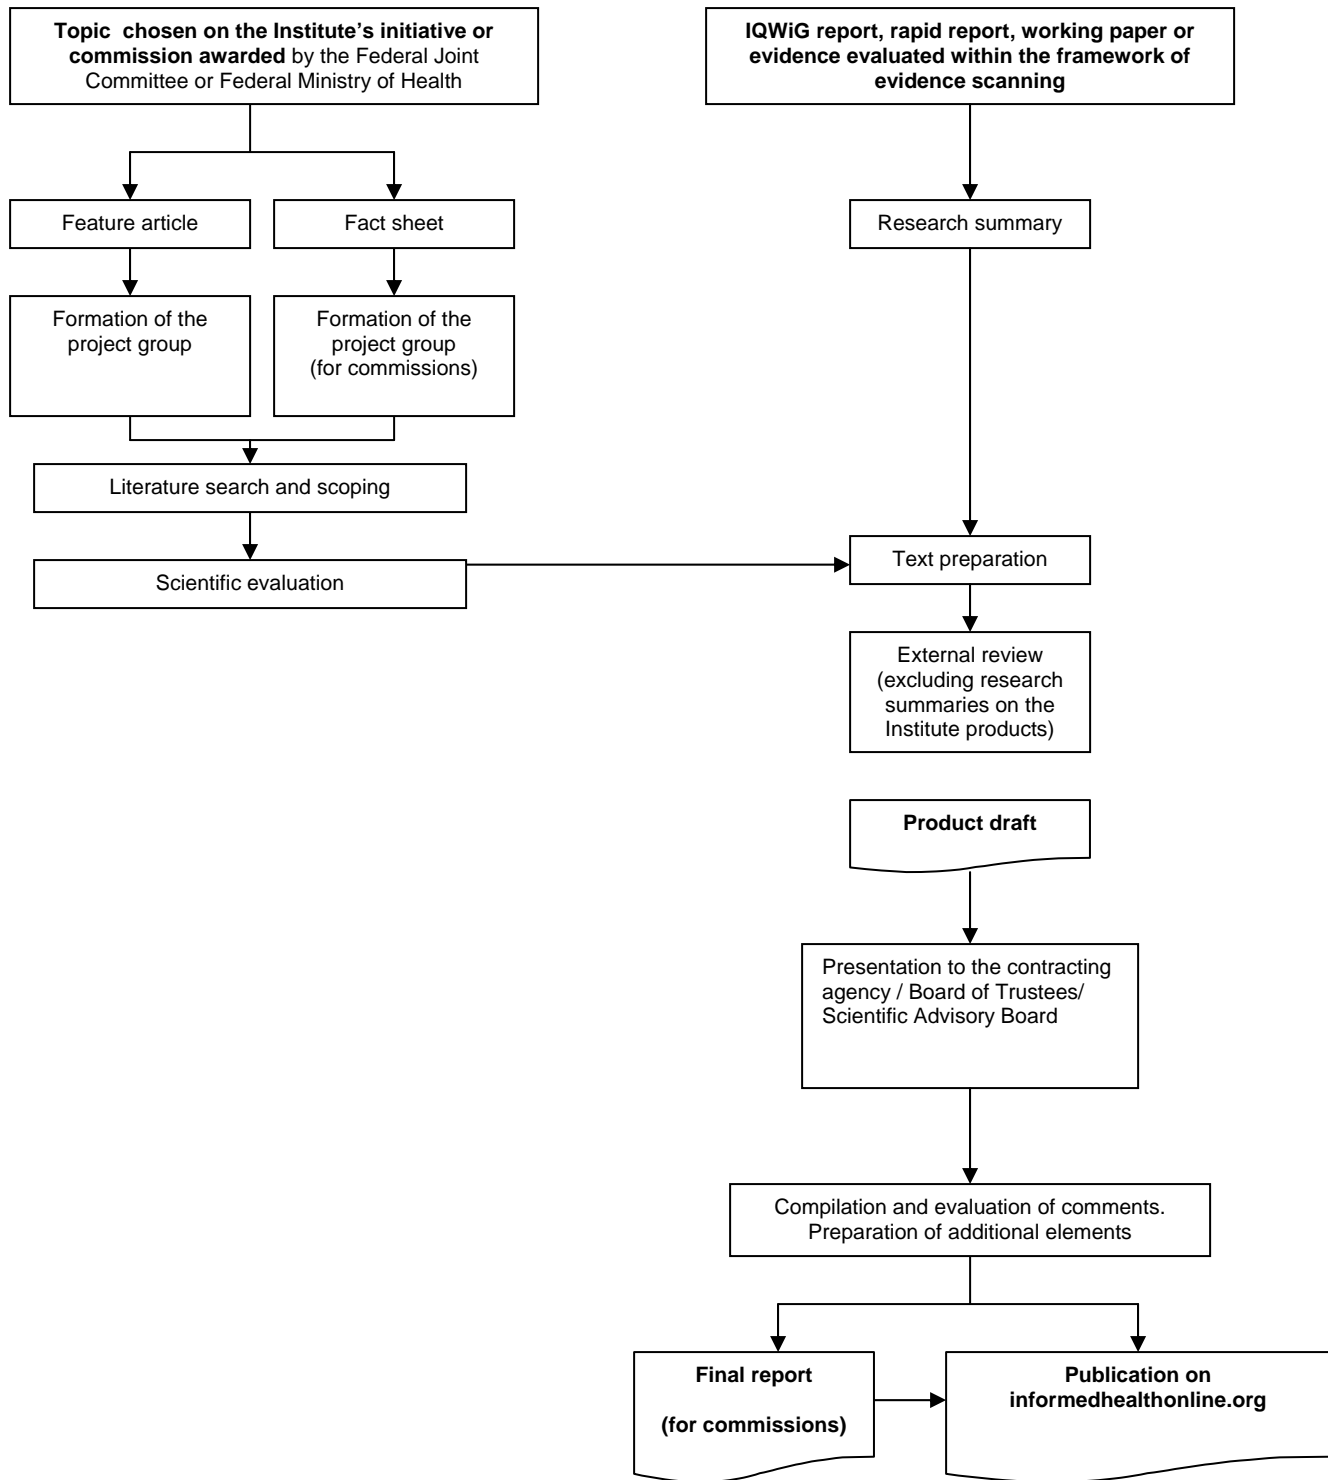 Topic chosen on the Institute's initiative or
commission awarded by the Federal Joint
Committee or Federal Ministry of Health
IQWiG report, rapid report, working paper or
evidence evaluated within the framework of
evidence scanning
Feature article
Fact sheet
Research summary
Formation of the
project group
Formation of the
project group
(for commissions)
Literature search and scoping
Scientific evaluation
Text preparation
External review
(excluding research
summaries on the
Institute products)
Product draft
Presentation to the contracting
agency / Board of Trustees/
Scientific Advisory Board
Compilation and evaluation of comments.
Preparation of additional elements
Final report
(for commissions)
Publication on
informedhealthonline.org